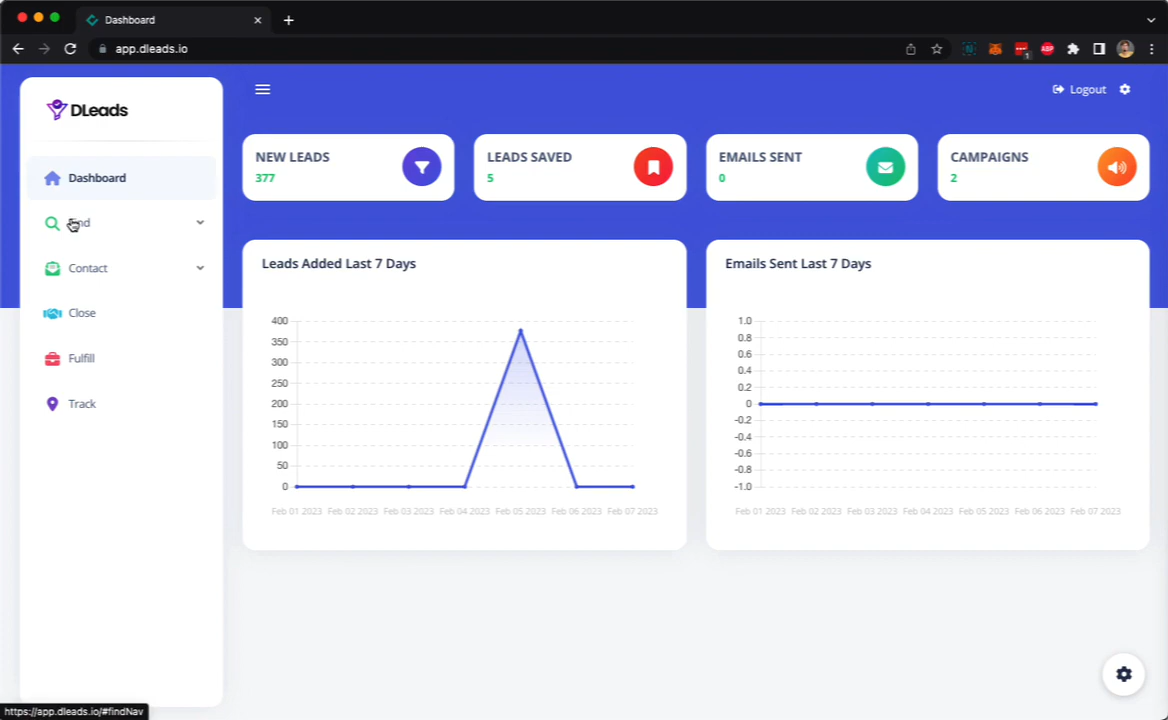 Dashboard
app.dleads.io
1
DLeads
Logout
Dashboard
Find
Contact
Close
Fulfill
Track
NEW LEADS
377
LEADS SAVED
5
EMAILS SENT
0
CAMPAIGNS
2
Leads Added Last 7 Days
400
350
300
250
200
150
100
50
0
Feb 01 2023 Feb 02 2023 Feb 03 2023 Feb 04 2023 Feb 05 2023 Feb 06 2023 Feb 07 2023
Emails Sent Last 7 Days
1.0
0.8
0.6
0.4
0.2
0
-0.2
-0.4
-0.6
-0.8
-1.0
Feb 01 2023 Feb 02 2023 Feb 03 2023 Feb 04 2023 Feb 05 2023 Feb 06 2023 Feb 07 2023
https://app.dleads.io/#findNav